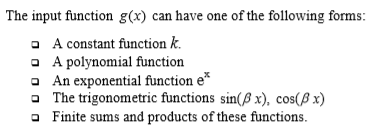 The input function g(x) can have one of the following forms:
□ A constant function k.
□ A polynomial function
□ An exponential function eˣ
□ The trigonometric functions sin(β x), cos(β x)
□ Finite sums and products of these functions.